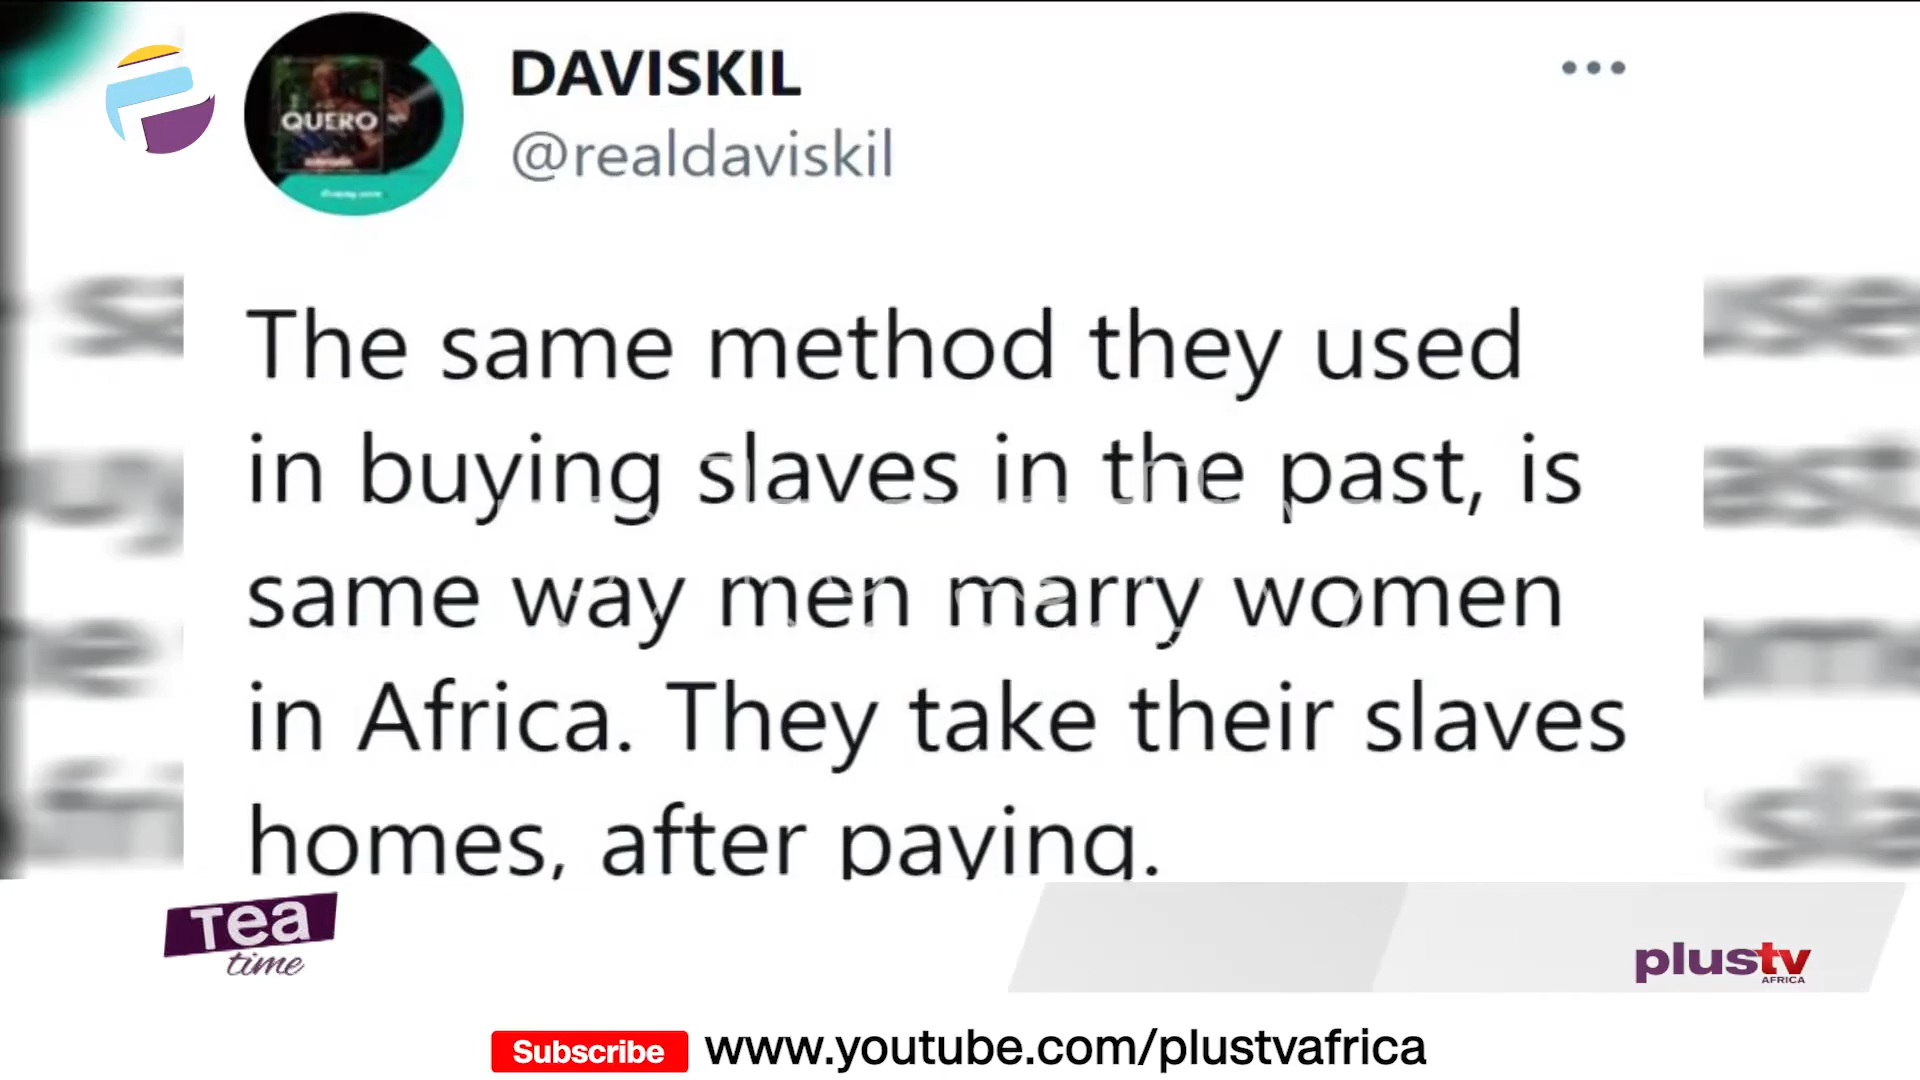 DAVISKIL
@realdaviskil
QUERO
The same method they used
in buying slaves in the past, is
same way men marry women
in Africa. They take their slaves
homes, after paying.
Tea
time
plustv
AFRICA
Subscribe www.youtube.com/plustvafrica